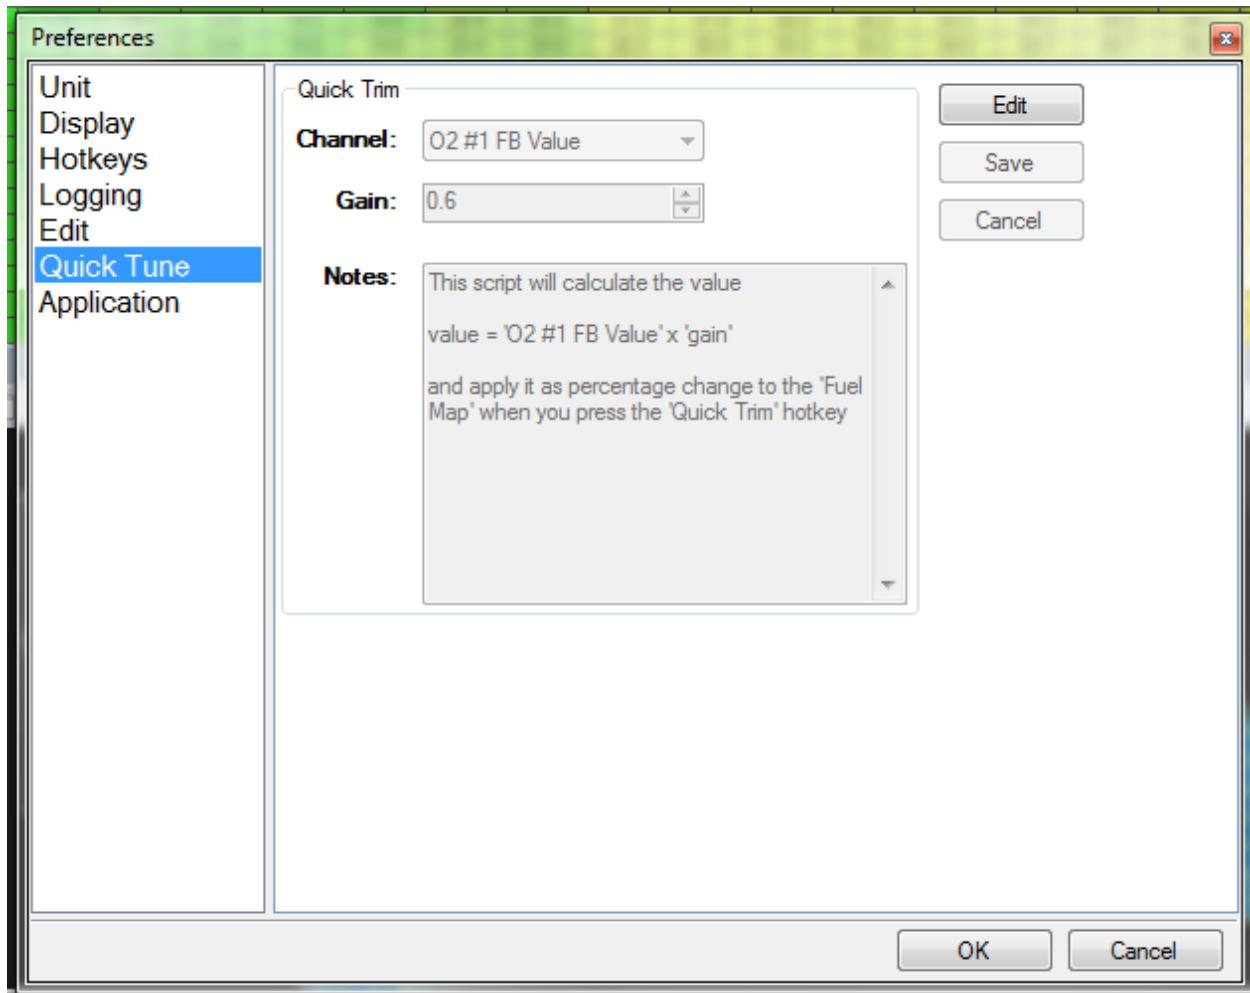 Preferences
Unit
Display
Hotkeys
Logging
Edit
Quick Tune
Application
Quick Trim
Channel: O2 #1 FB Value
Gain: 0.6
Notes: This script will calculate the value
value = 'O2 #1 FB Value' x 'gain'
and apply it as percentage change to the 'Fuel
Map' when you press the 'Quick Trim' hotkey
Edit
Save
Cancel
OK Cancel